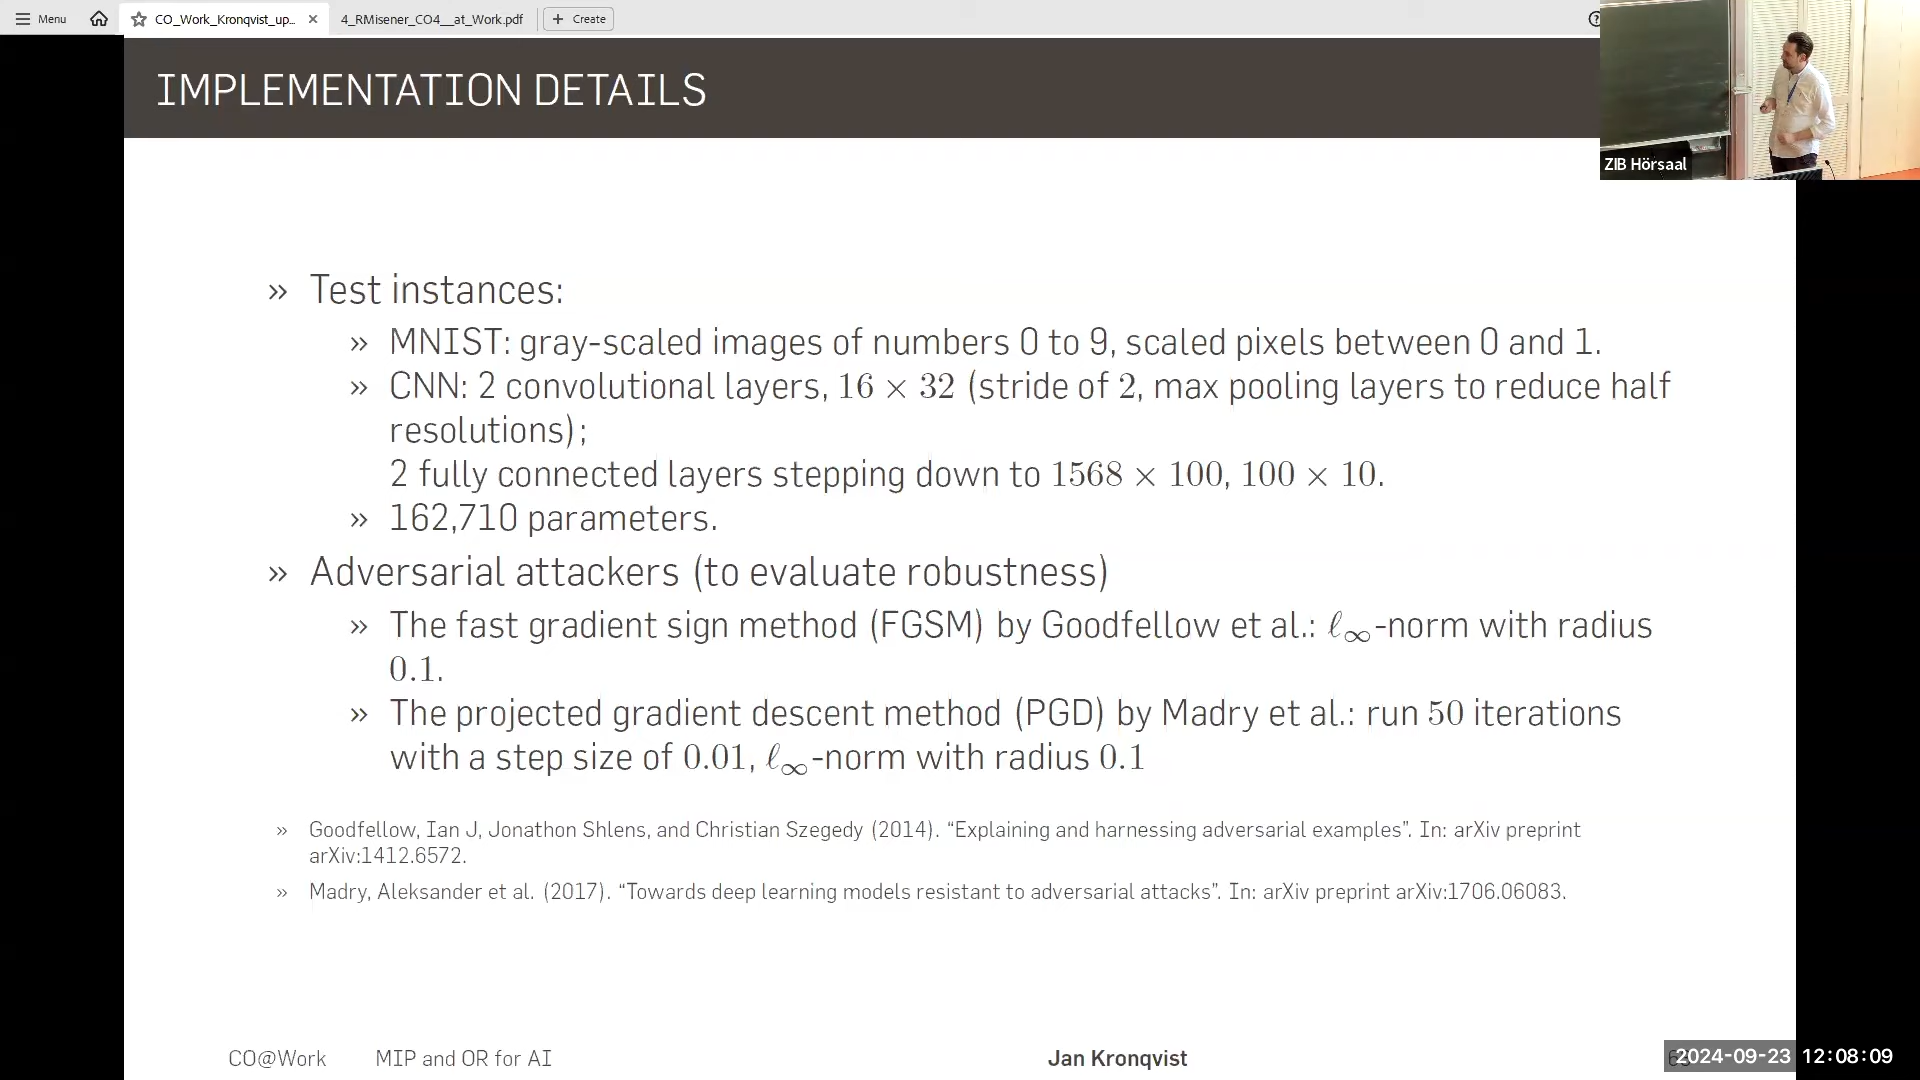 Menu
CO_Work_Kronqvist_up...
4_RMisener_CO4__at_Work.pdf
Create
IMPLEMENTATION DETAILS
ZIB Hörsaal
» Test instances:
» MNIST: gray-scaled images of numbers 0 to 9, scaled pixels between 0 and 1.
» CNN: 2 convolutional layers, 16 × 32 (stride of 2, max pooling layers to reduce half
resolutions);
2 fully connected layers stepping down to 1568 × 100, 100 × 10.
» 162,710 parameters.
» Adversarial attackers (to evaluate robustness)
» The fast gradient sign method (FGSM) by Goodfellow et al.: ℓ∞-norm with radius
0.1.
» The projected gradient descent method (PGD) by Madry et al.: run 50 iterations
with a step size of 0.01, ℓ∞-norm with radius 0.1
» Goodfellow, Ian J, Jonathon Shlens, and Christian Szegedy (2014). “Explaining and harnessing adversarial examples”. In: arXiv preprint
arXiv:1412.6572.
» Madry, Aleksander et al. (2017). “Towards deep learning models resistant to adversarial attacks”. In: arXiv preprint arXiv:1706.06083.
CO@Work MIP and OR for AI Jan Kronqvist
2024-09-23 12:08:09